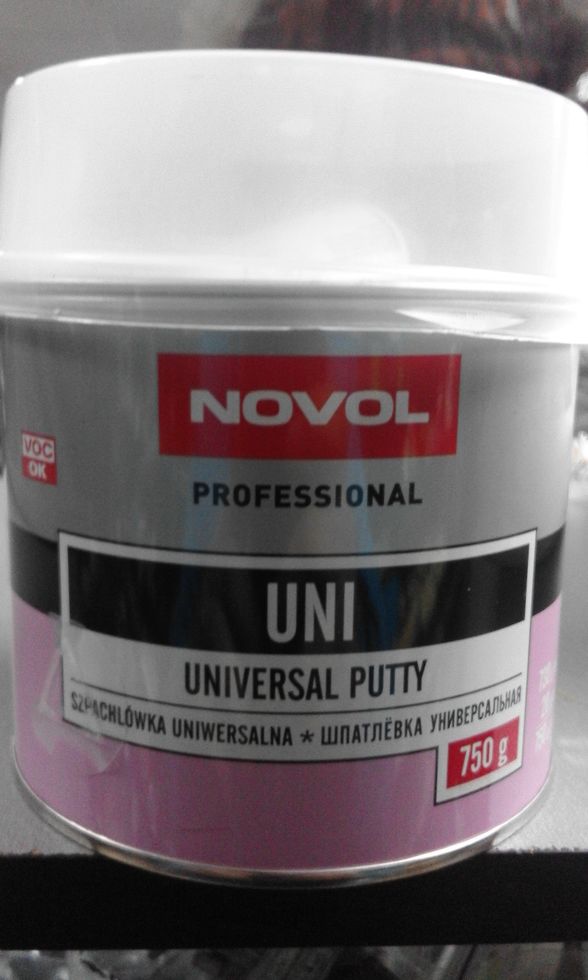 NOVOL
VOC
OK
PROFESSIONAL
UNI
UNIVERSAL PUTTY
SZPACHLÓWKA UNIWERSALNA * ШПАТЛЁВКА УНИВЕРСАЛЬНАЯ
750 g